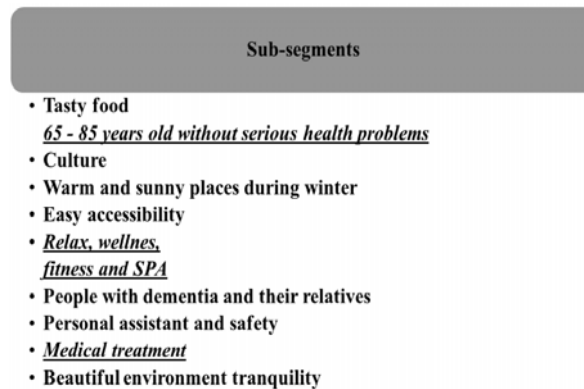 Sub-segments
• Tasty food
65 - 85 years old without serious health problems
• Culture
• Warm and sunny places during winter
• Easy accessibility
• Relax, wellnes,
fitness and SPA
• People with dementia and their relatives
• Personal assistant and safety
• Medical treatment
• Beautiful environment tranquility